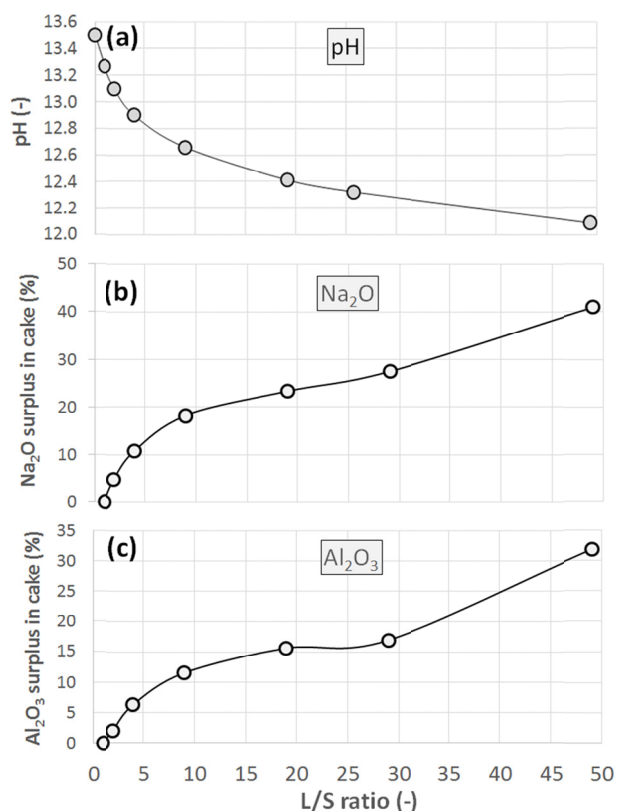 (a)
pH
pH (-)
13.6
13.4
13.2
13.0
12.8
12.6
12.4
12.2
12.0
(b)
Na₂O
Na₂O surplus in cake (%)
50
40
30
20
10
0
(c)
Al₂O₃
Al₂O₃ surplus in cake (%)
35
30
25
20
15
10
5
0
0 5 10 15 20 25 30 35 40 45 50
L/S ratio (-)